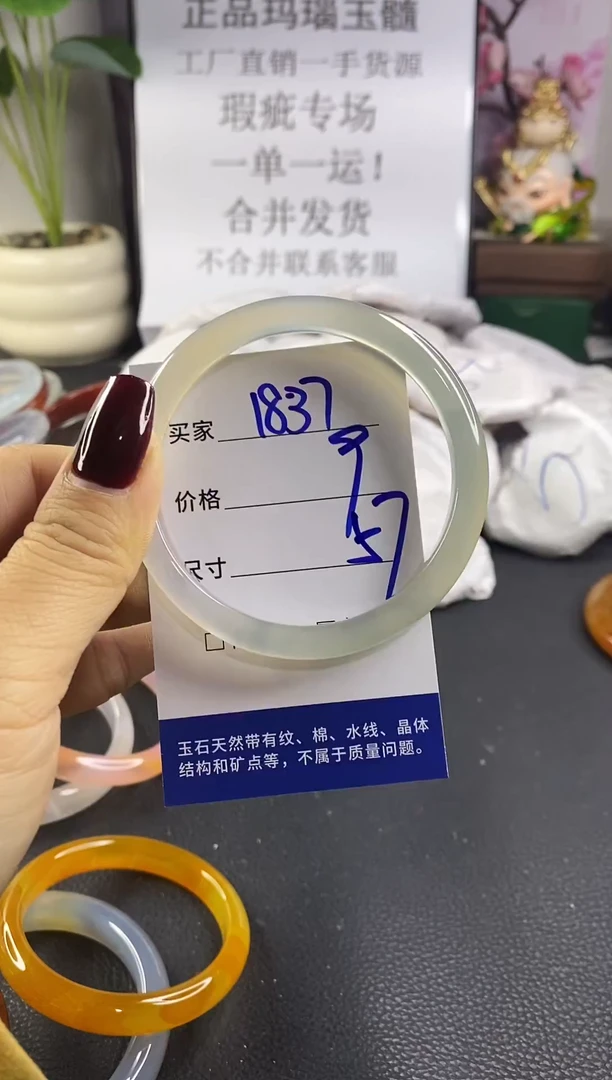 正品玛瑙玉髓
工厂直销一手货源
瑕疵专场
一单一运！
合并发货
不合并联系客服
买家 1837
价格 9
尺寸 57
玉石天然带有纹、棉、水线、晶体
结构和矿点等，不属于质量问题。